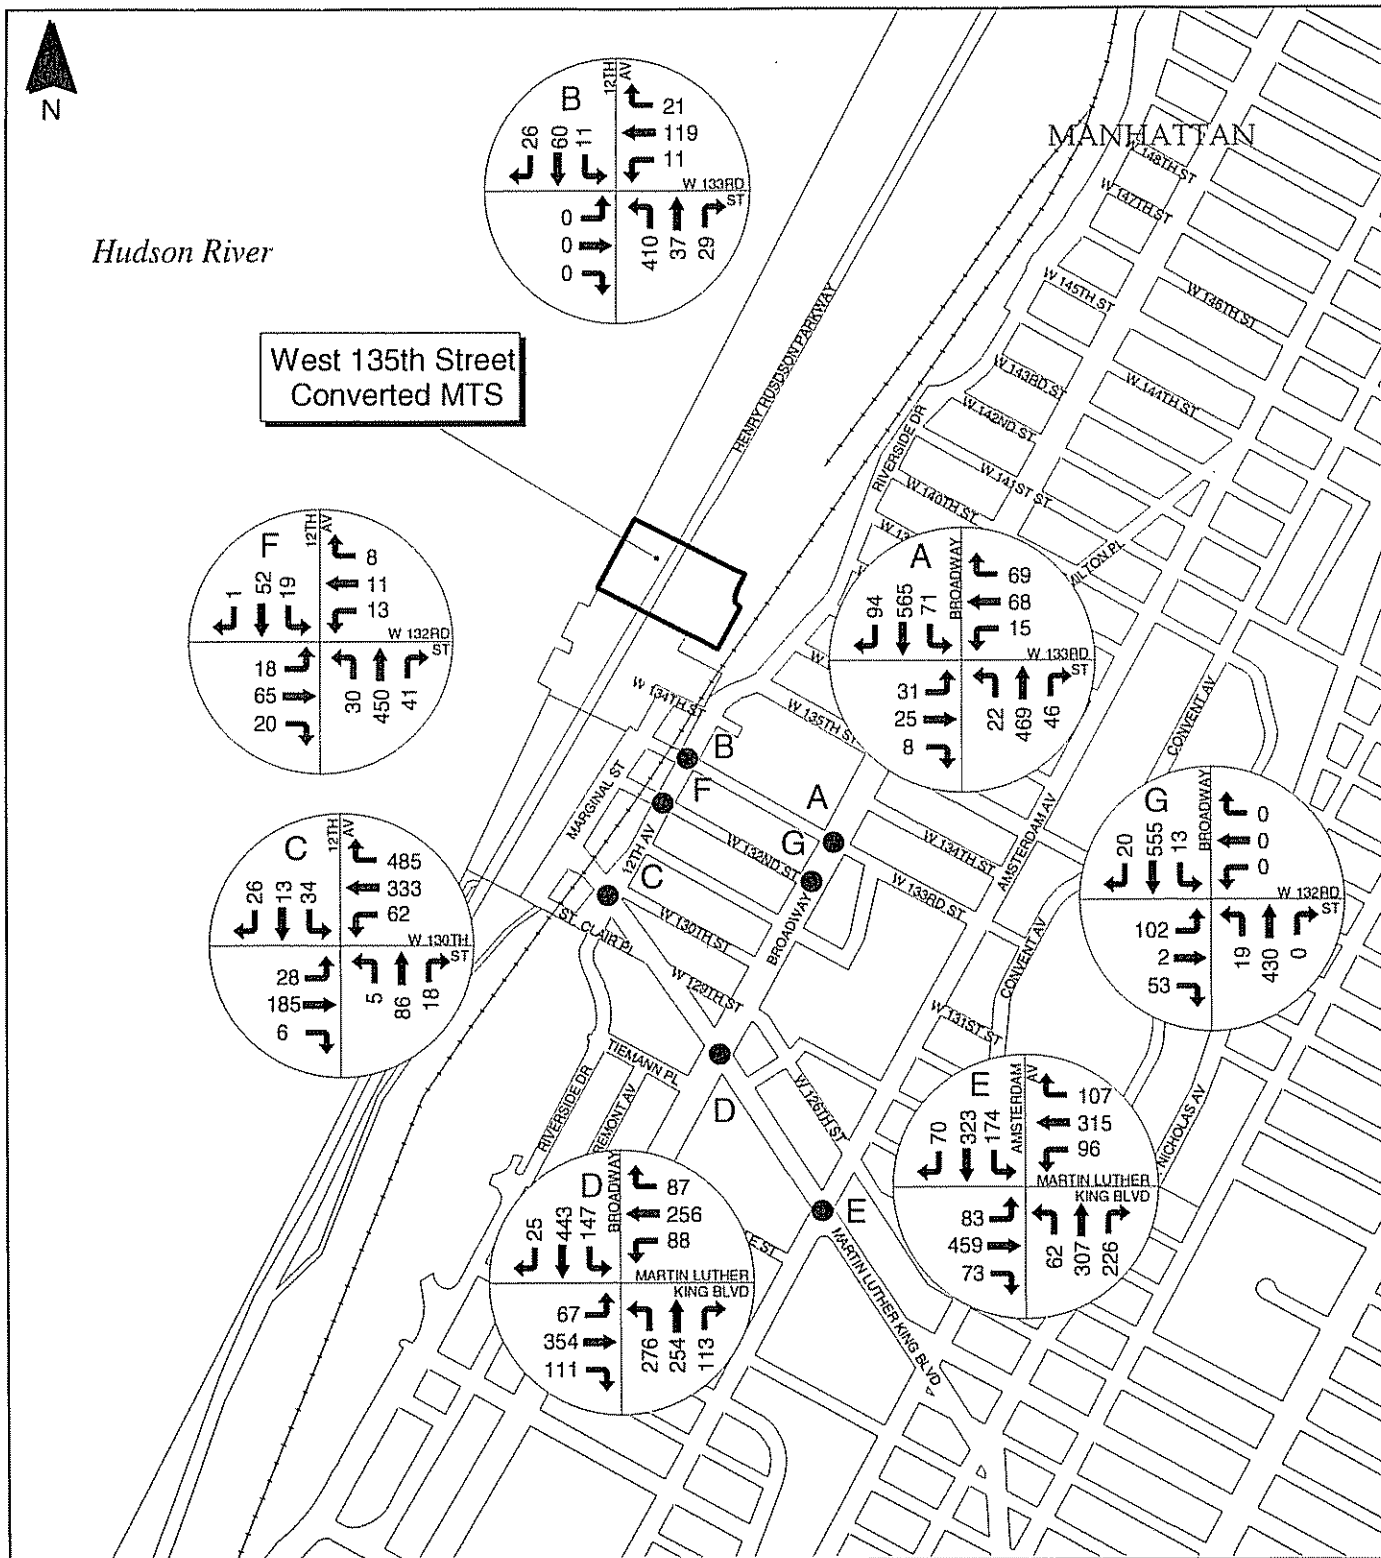 N
Hudson River
MANHATTAN
West 135th Street
Converted MTS
HENRY HUSDSON PARKWAY
B
12TH
AV
26
60
11
21
119
11
W 133RD
ST
0
0
0
410
37
29
W 148TH ST
W 147TH ST
W 145TH ST
W 136TH ST
W 143RD ST
W 144TH ST
W 142ND ST
RIVERSIDE DR
W 141ST ST
W 140TH ST
W 13
MILTON PL
F
12TH
AV
1
52
19
8
11
13
W 132RD
ST
18
65
20
30
450
41
A
BROADWAY
94
565
71
69
68
15
W 133RD
ST
31
25
8
22
469
46
W
W 134TH ST
W 135TH ST
CONVENT AV
B
MARGINAL ST
F
A
12TH AV
W 132ND ST
G
W 134TH ST
AMSTERDAM AV
C
W 133RD ST
ST. CLAIR PL
W 130TH ST
BROADWAY
W 129TH ST
CONVENT AV
W 131ST ST
C
12TH
AV
26
13
34
485
333
62
W 130TH
ST
28
185
6
5
86
18
G
BROADWAY
20
555
13
0
0
0
W 132RD
ST
102
2
53
19
430
0
TIEMANN PL
D
W 126TH ST
RIVERSIDE DR
REMONT AV
NICHOLAS AV
E
AMSTERDAM
AV
70
323
174
107
315
96
MARTIN LUTHER
KING BLVD
83
459
73
62
307
226
E
D
BROADWAY
25
443
147
87
256
88
MARTIN LUTHER
KING BLVD
67
354
111
276
254
113
CE ST
MARTIN LUTHER KING BLVD